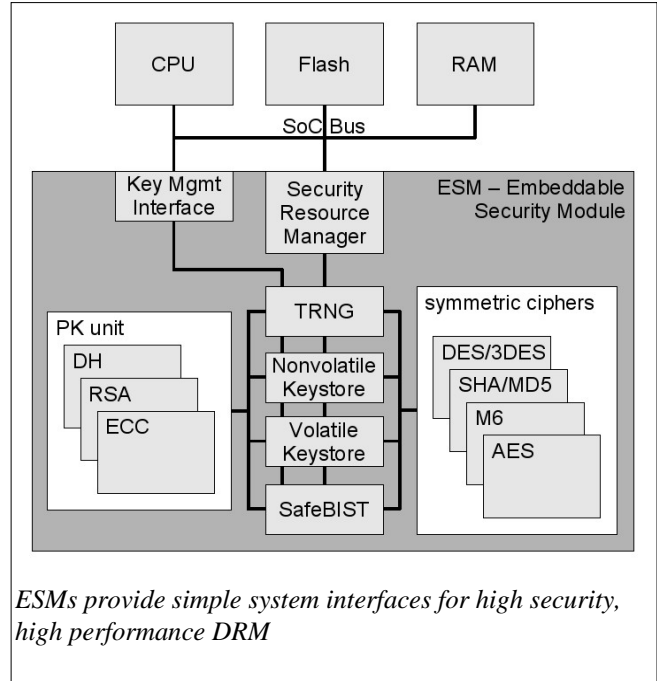 CPU
Flash
RAM
SoC Bus
Key Mgmt
Interface
Security
Resource
Manager
ESM – Embeddable
Security Module
PK unit
DH
RSA
ECC
TRNG
Nonvolatile
Keystore
Volatile
Keystore
SafeBIST
symmetric ciphers
DES/3DES
SHA/MD5
M6
AES
ESMs provide simple system interfaces for high security,
high performance DRM